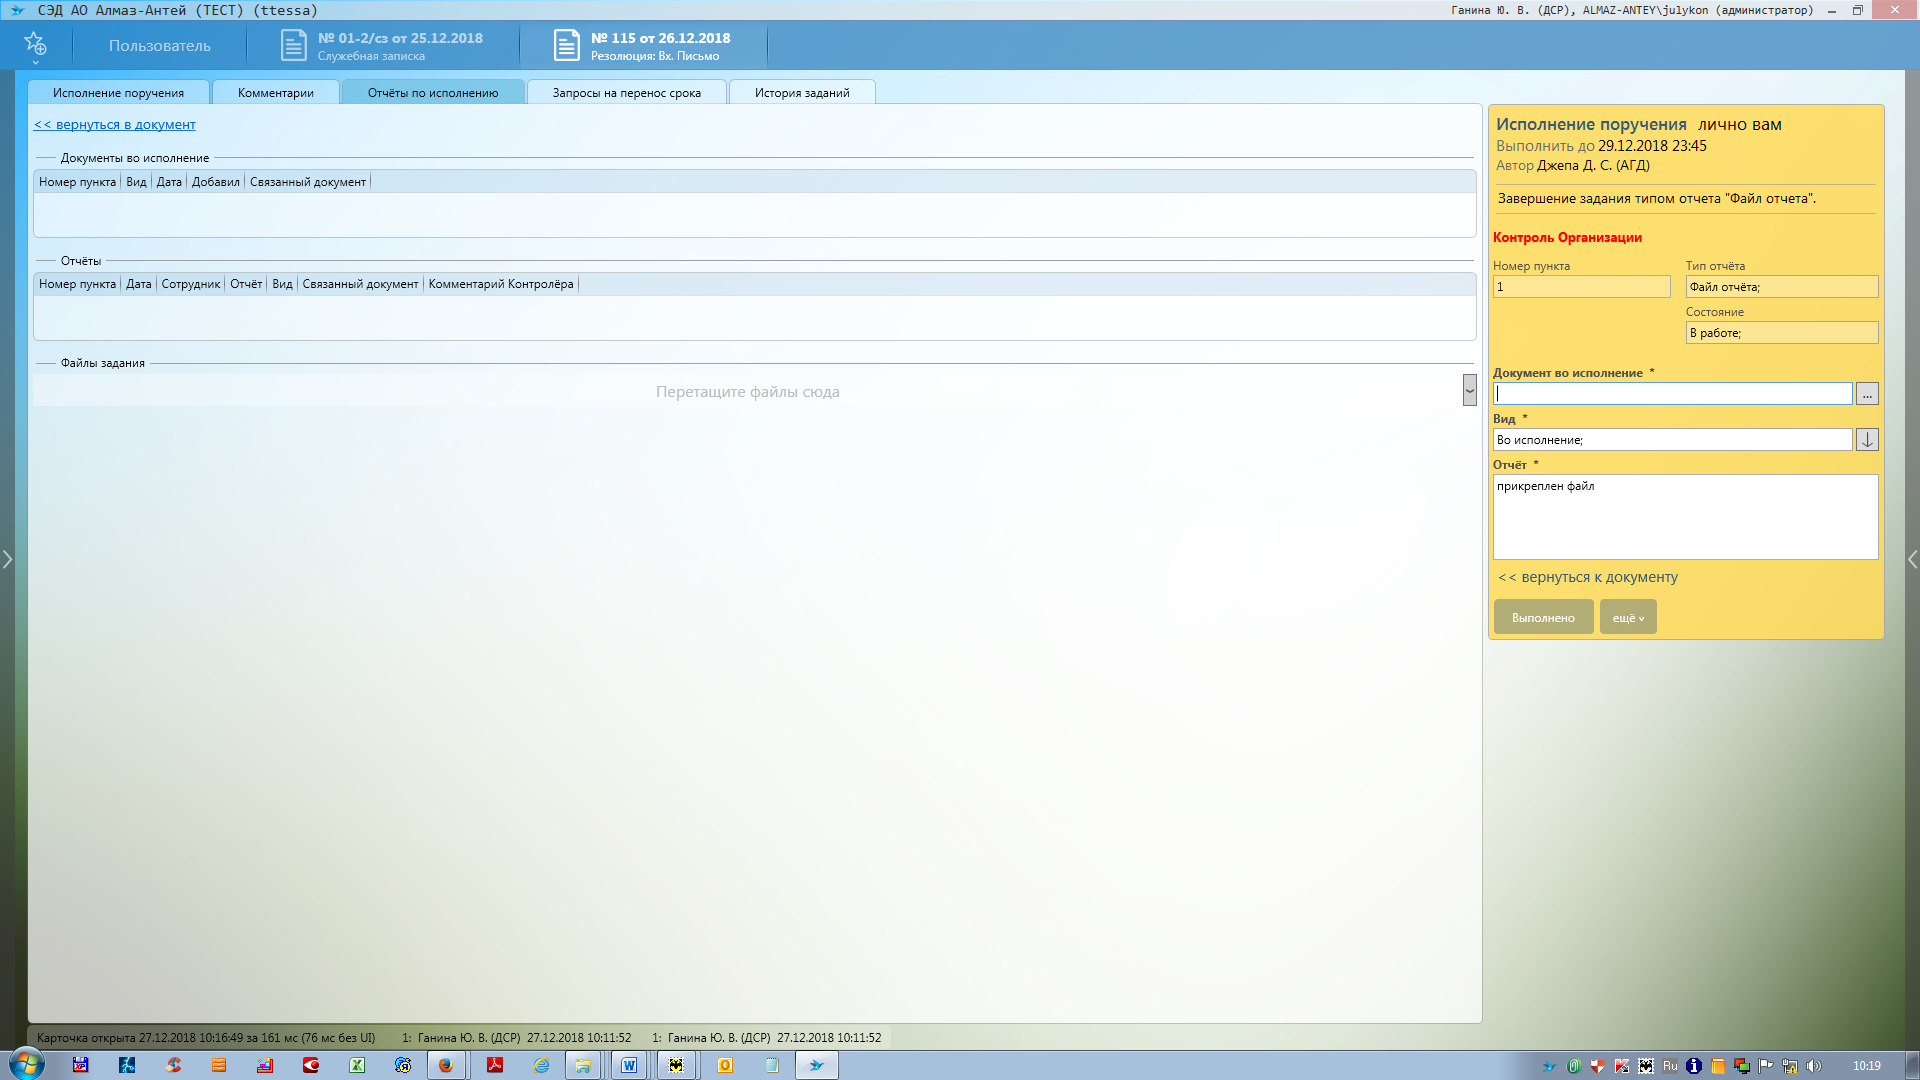 СЭД АО Алмаз-Антей (ТЕСТ) (ttessa)
Ганина Ю. В. (ДСР), ALMAZ-ANTEY\julykon (администратор)
Пользователь
№ 01-2/сз от 25.12.2018
Служебная записка
№ 115 от 26.12.2018
Резолюция: Вх. Письмо
Исполнение поручения
Комментарии
Отчёты по исполнению
Запросы на перенос срока
История заданий
<< вернуться в документ
Документы во исполнение
Номер пункта Вид Дата Добавил Связанный документ
Отчёты
Номер пункта Дата Сотрудник Отчёт Вид Связанный документ Комментарий Контролёра
Файлы задания
Перетащите файлы сюда
Исполнение поручения лично вам
Выполнить до 29.12.2018 23:45
Автор Джепа Д. С. (АГД)
Завершение задания типом отчета "Файл отчета".
Контроль Организации
Номер пункта Тип отчёта
1 Файл отчёта;
Состояние
В работе;
Документ во исполнение *
...
Вид *
Во исполнение;
Отчёт *
прикреплен файл
<< вернуться к документу
Выполнено ещё v
Карточка открыта 27.12.2018 10:16:49 за 161 мс (76 мс без UI) 1: Ганина Ю. В. (ДСР) 27.12.2018 10:11:52 1: Ганина Ю. В. (ДСР) 27.12.2018 10:11:52
Ru
10:19